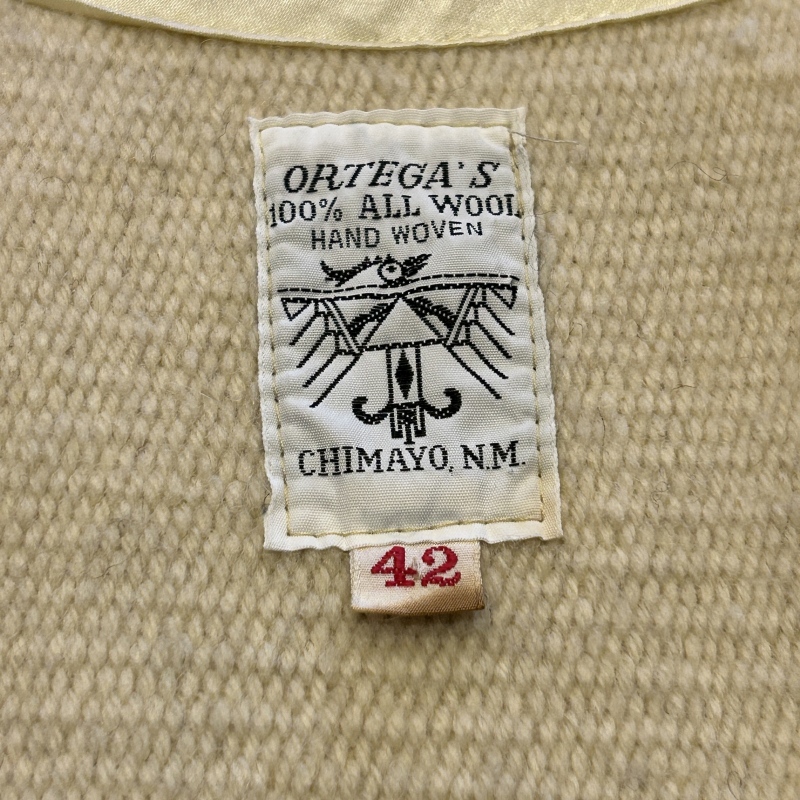 ORTEGA'S
100% ALL WOOL
HAND WOVEN
CHIMAYO, N.M.
42